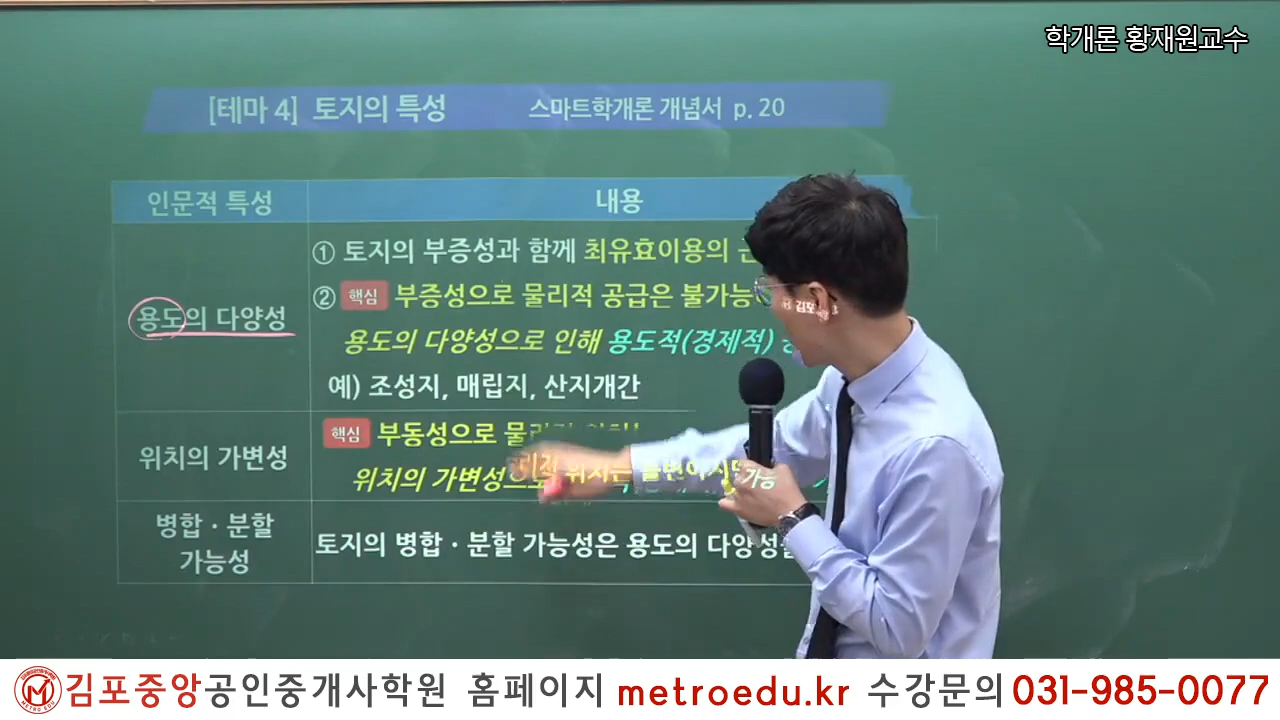 학개론 황재원교수
[테마 4] 토지의 특성 스마트학개론 개념서 p. 20
인문적 특성 내용
용도의 다양성
① 토지의 부증성과 함께 최유효이용의
② 핵심 부증성으로 물리적 공급은 불가능
용도의 다양성으로 인해 용도적(경제적)
예) 조성지, 매립지, 산지개간
위치의 가변성
핵심 부동성으로
위치의 가변성으로
병합·분할
가능성
토지의 병합·분할 가능성은 용도의 다양성을
김포중앙공인중개사학원 홈페이지 metroedu.kr 수강문의 031-985-0077
METRO EDU